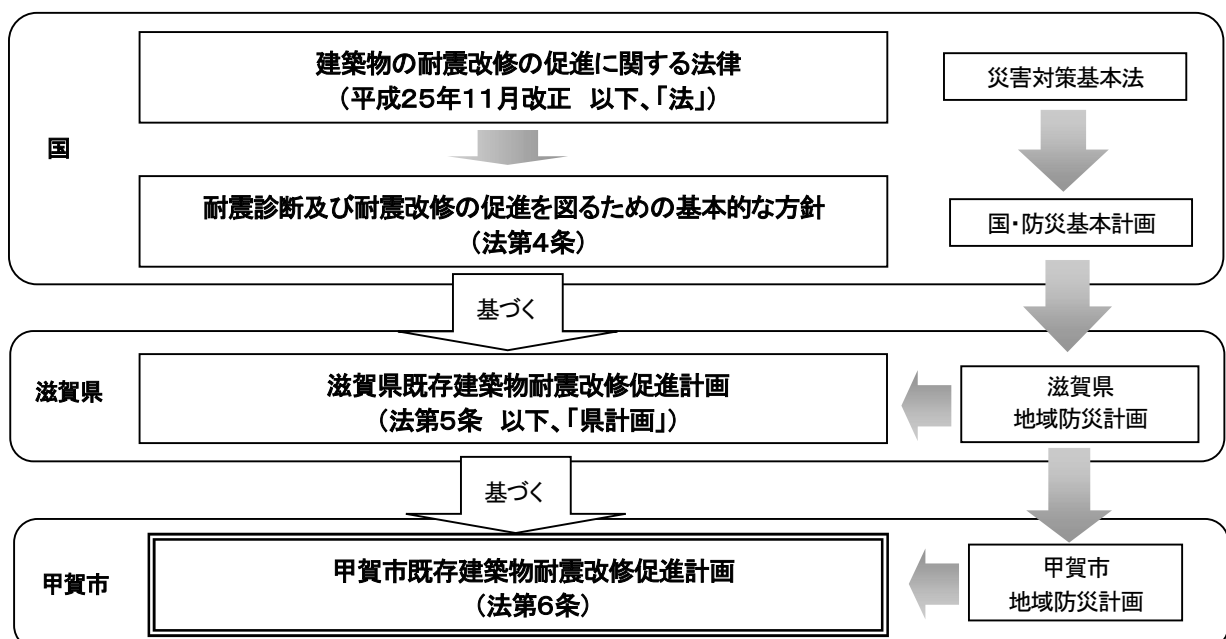 国
建築物の耐震改修の促進に関する法律
(平成25年11月改正 以下、「法」)
災害対策基本法
耐震診断及び耐震改修の促進を図るための基本的な方針
(法第4条)
国・防災基本計画
基づく
滋賀県
滋賀県既存建築物耐震改修促進計画
(法第5条 以下、「県計画」)
滋賀県
地域防災計画
基づく
甲賀市
甲賀市既存建築物耐震改修促進計画
(法第6条)
甲賀市
地域防災計画